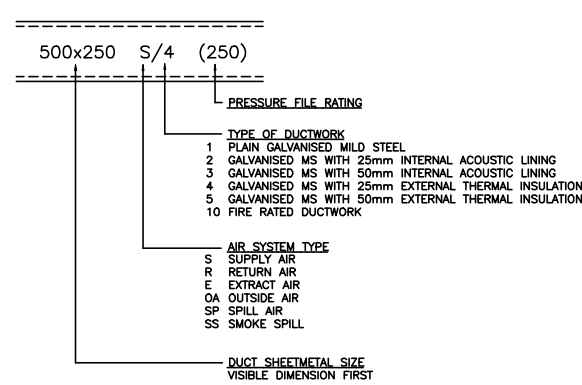 500x250 S/4 (250)
PRESSURE FILE RATING
TYPE OF DUCTWORK
1 PLAIN GALVANISED MILD STEEL
2 GALVANISED MS WITH 25mm INTERNAL ACOUSTIC LINING
3 GALVANISED MS WITH 50mm INTERNAL ACOUSTIC LINING
4 GALVANISED MS WITH 25mm EXTERNAL THERMAL INSULATION
5 GALVANISED MS WITH 50mm EXTERNAL THERMAL INSULATION
10 FIRE RATED DUCTWORK
AIR SYSTEM TYPE
S SUPPLY AIR
R RETURN AIR
E EXTRACT AIR
OA OUTSIDE AIR
SP SPILL AIR
SS SMOKE SPILL
DUCT SHEETMETAL SIZE
VISIBLE DIMENSION FIRST